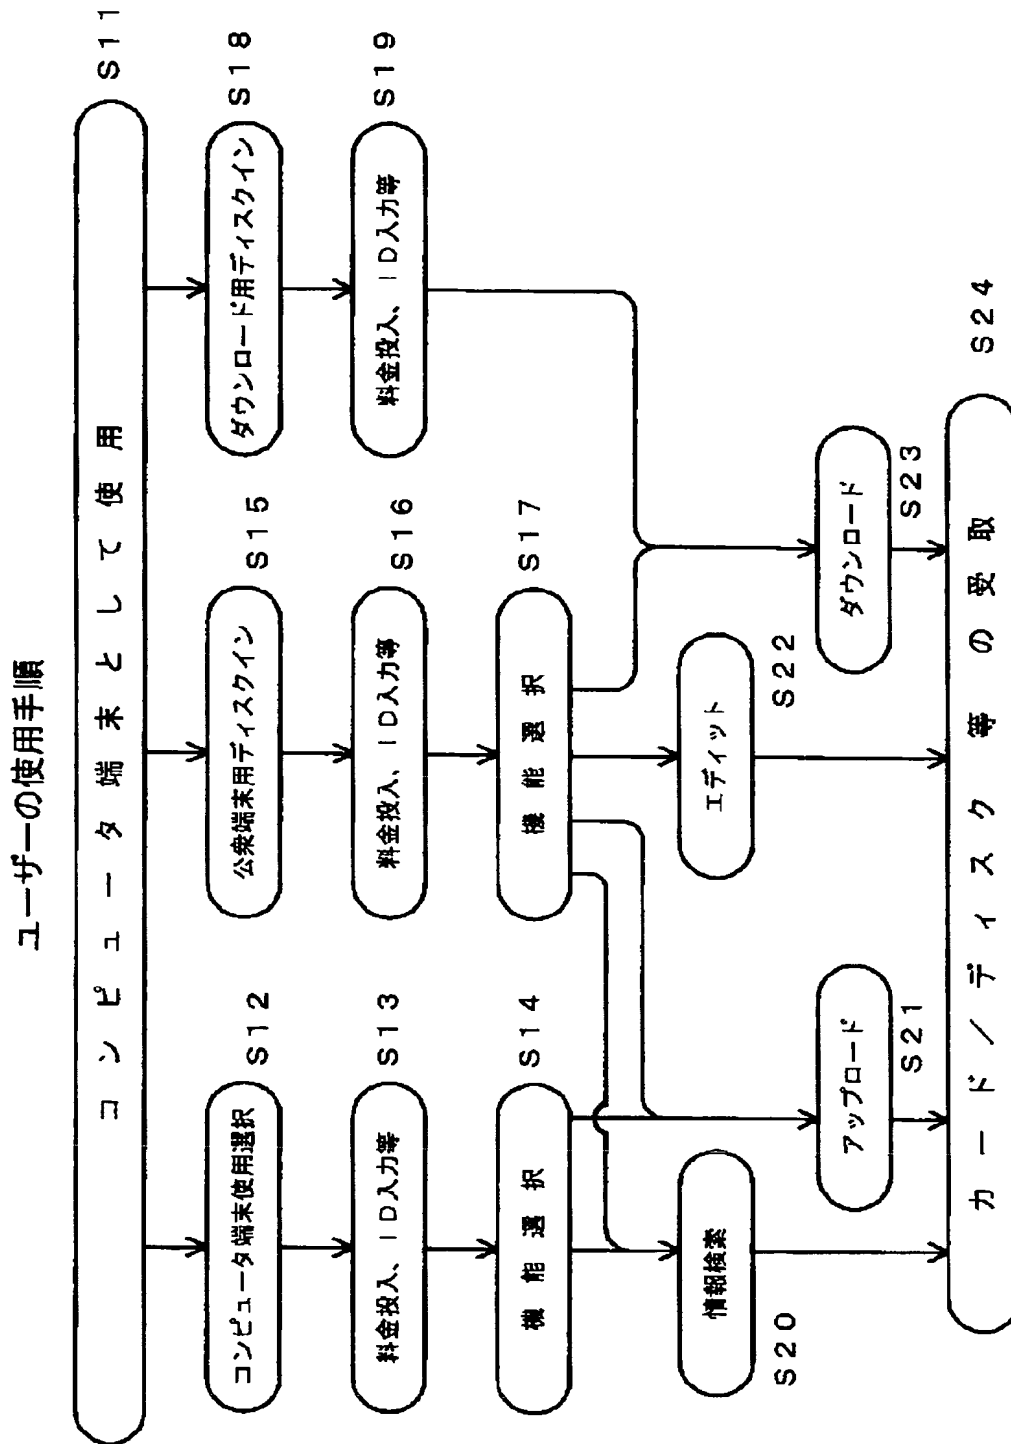 ユーザーの使用手順
コンピュータ端末として使用
S11
コンピュータ端末使用選択
S12
公衆端末用ディスクイン
S15
ダウンロード用ディスクイン
S18
料金投入、ID入力等
S13
料金投入、ID入力等
S16
料金投入、ID入力等
S19
機能選択
S14
機能選択
S17
情報検索
S20
エディット
S22
アップロード
S21
ダウンロード
S23
カード／ディスク等の受取
S24